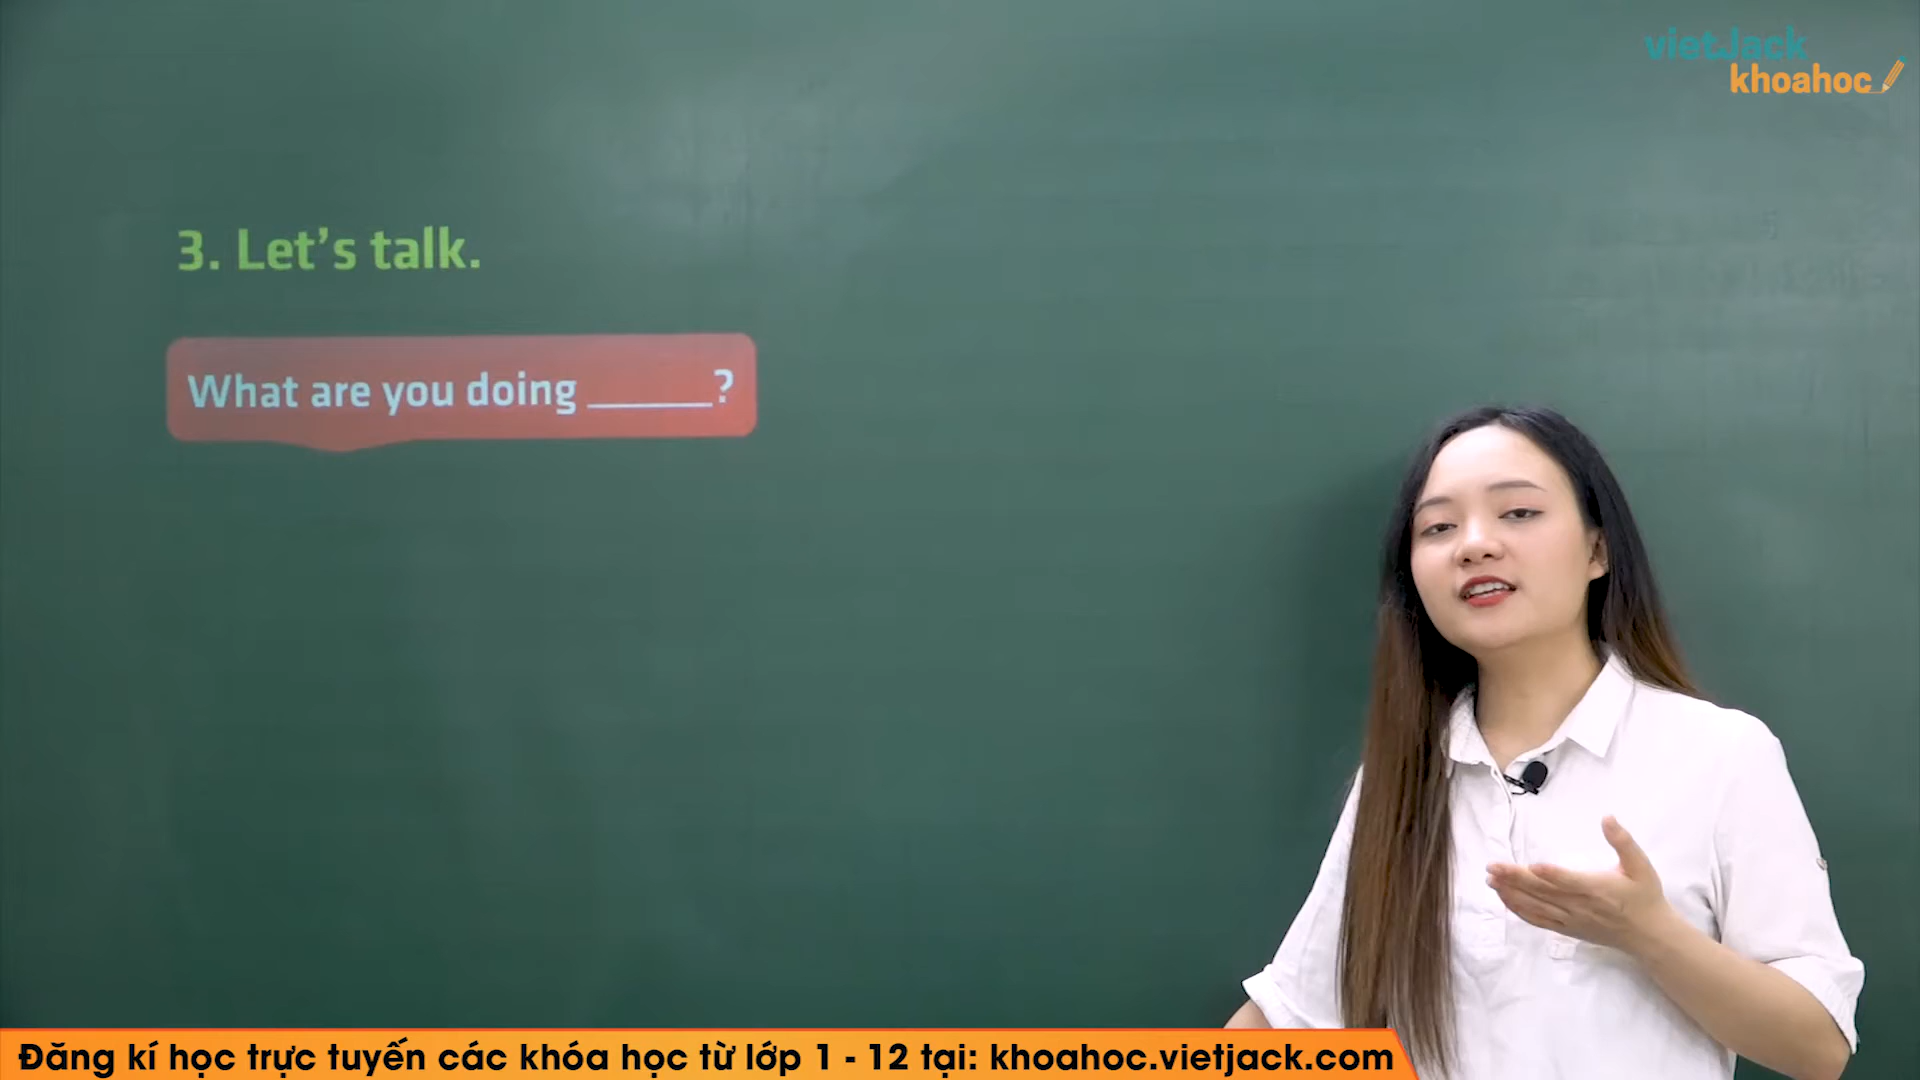 vietJack
khoahoc
3. Let's talk.
What are you doing ______?
Đăng kí học trực tuyến các khóa học từ lớp 1 - 12 tại: khoahoc.vietjack.com